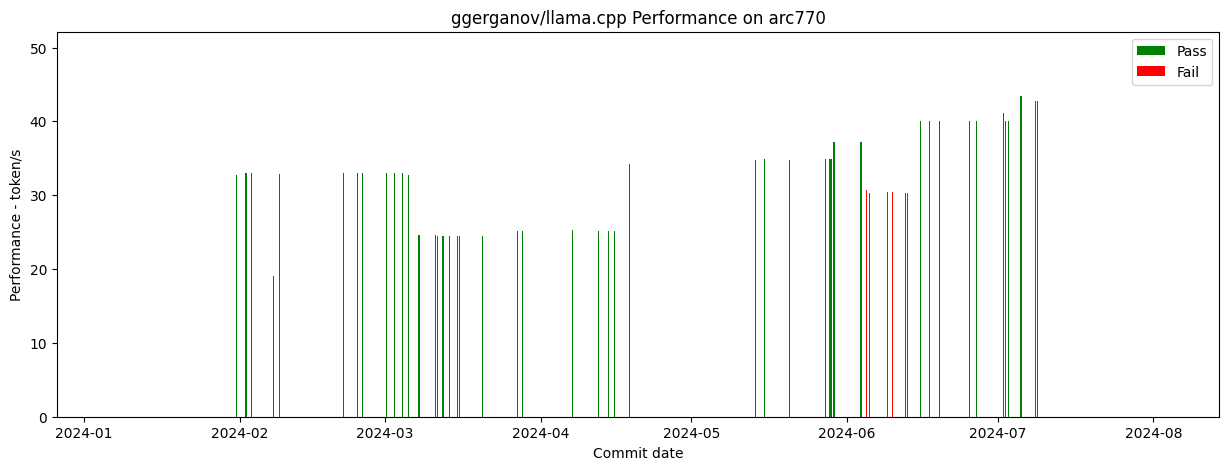 ggerganov/llama.cpp Performance on arc770
Performance - token/s
50
40
30
20
10
0
Pass
Fail
2024-01 2024-02 2024-03 2024-04 2024-05 2024-06 2024-07 2024-08
Commit date